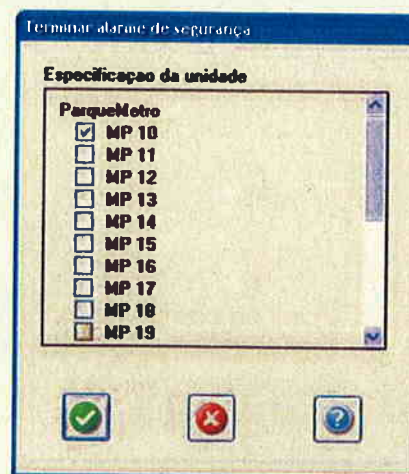 Terminar alarme de segurança
Especificaçao da unidade
ParqueMetro
MP 10
MP 11
MP 12
MP 13
MP 14
MP 15
MP 16
MP 17
MP 18
MP 19